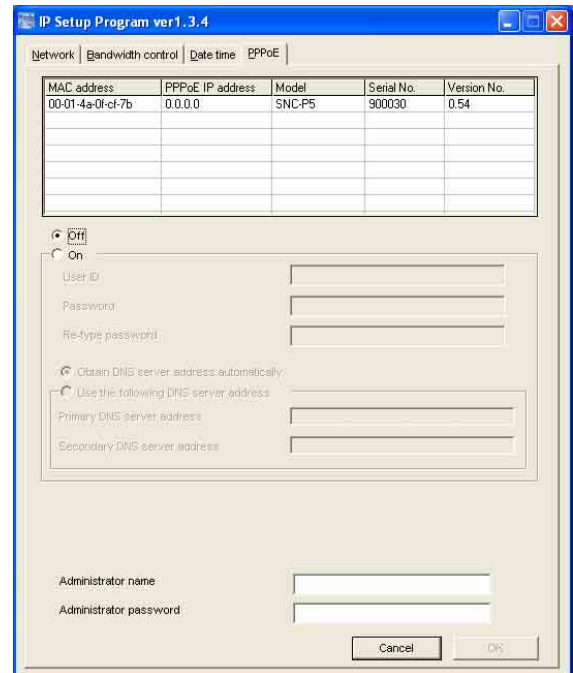 IP Setup Program ver1.3.4
Network Bandwidth control Date time PPPoE
MAC address PPPoE IP address Model Serial No. Version No.
00-01-4a-0f-cf-7b 0.0.0.0 SNC-P5 900030 0.54
Off
On
User ID
Password
Re-type password
Obtain DNS server address automatically
Use the following DNS server address
Primary DNS server address
Secondary DNS server address
Administrator name
Administrator password
Cancel OK